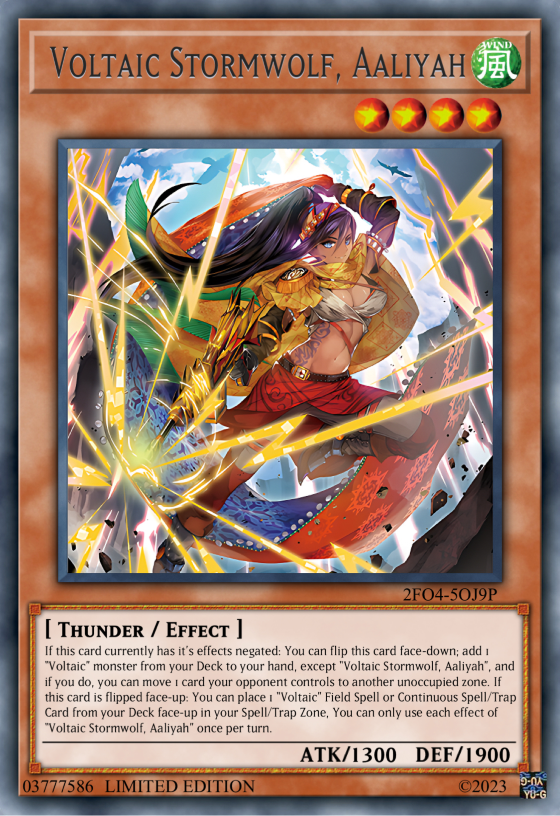 Voltaic Stormwolf, Aaliyah
WIND
風
2FO4-5OJ9P
[ Thunder / Effect ]
If this card currently has it's effects negated: You can flip this card face-down; add 1
"Voltaic" monster from your Deck to your hand, except "Voltaic Stormwolf, Aaliyah", and
if you do, you can move 1 card your opponent controls to another unoccupied zone. If
this card is flipped face-up: You can place 1 "Voltaic" Field Spell or Continuous Spell/Trap
Card from your Deck face-up in your Spell/Trap Zone, You can only use each effect of
"Voltaic Stormwolf, Aaliyah" once per turn.
ATK/1300 DEF/1900
03777586 LIMITED EDITION ©2023
YU-G
YU-G